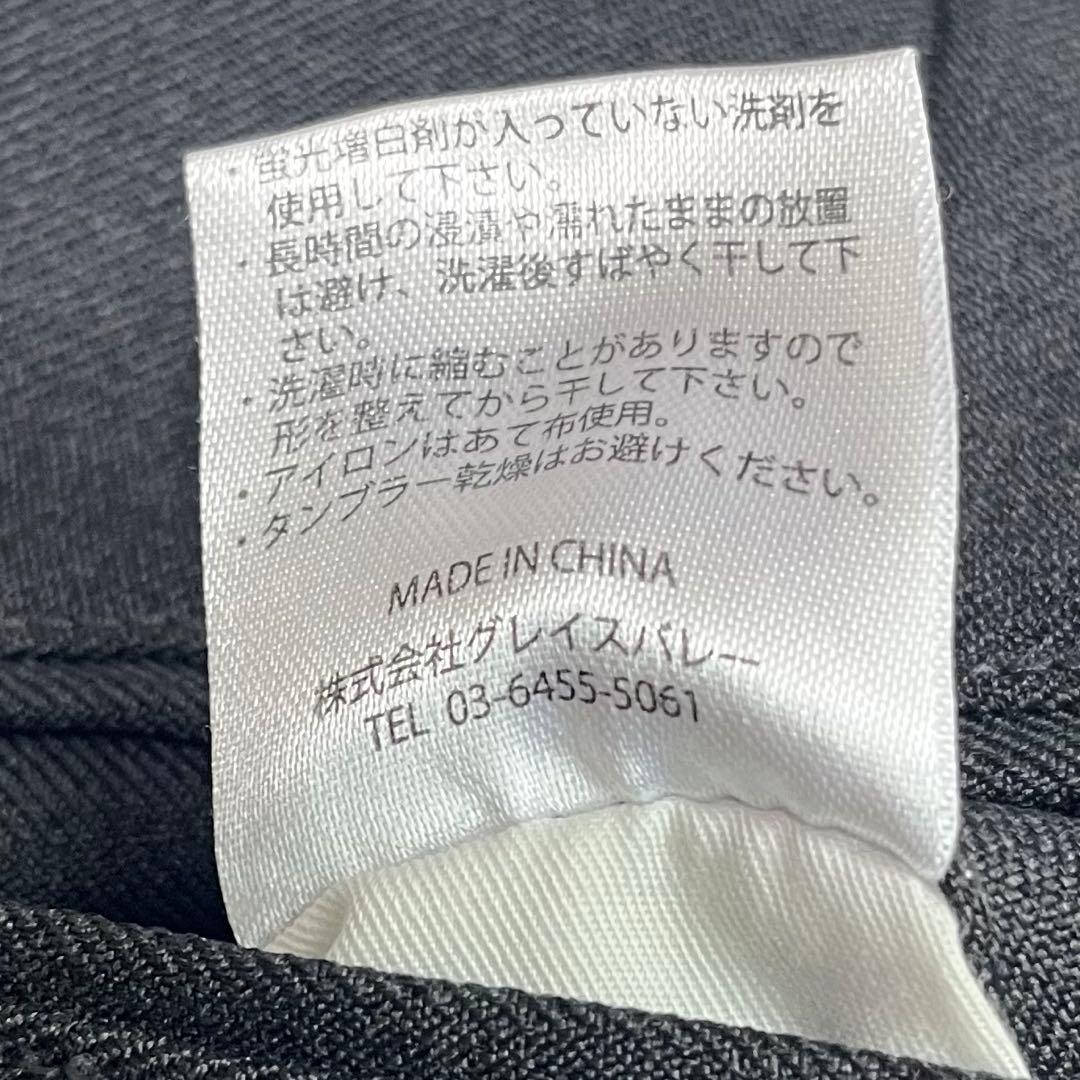 ・蛍光増白剤が入っていない洗剤を
使用して下さい。
・長時間の浸漬や濡れたままの放置
は避け、洗濯後すばやく干して下
さい。
・洗濯時に縮むことがありますので
形を整えてから干して下さい。
・アイロンはあて布使用。
・タンブラー乾燥はお避けください。
MADE IN CHINA
株式会社グレイスバレー
TEL 03-6455-5061